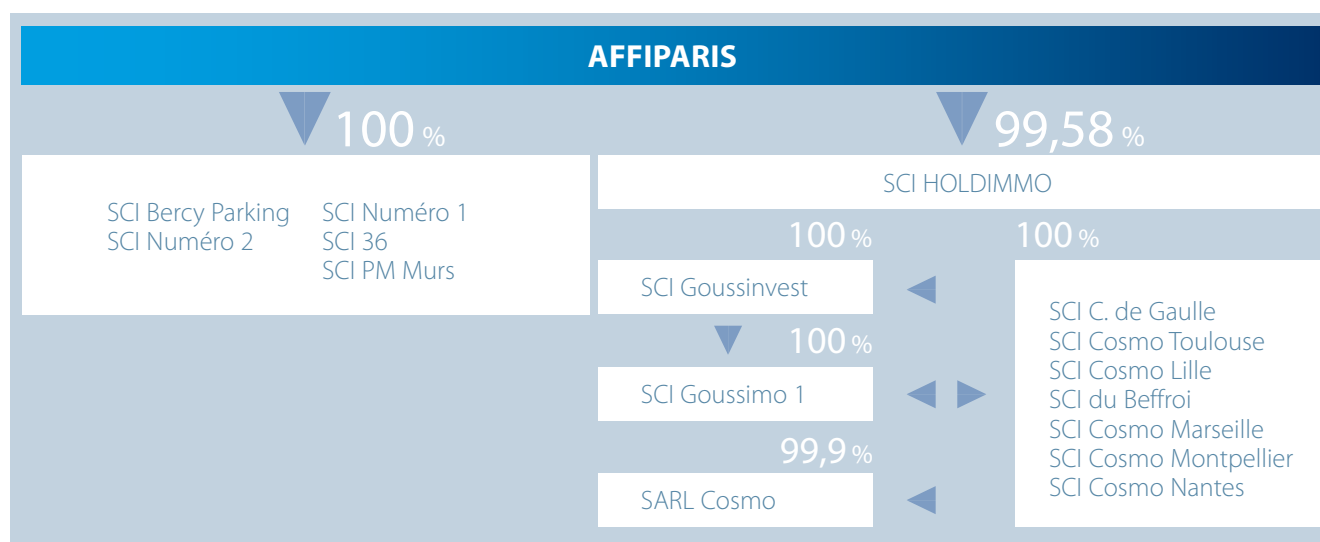 AFFIPARIS
100 %
99,58 %
SCI Bercy Parking
SCI Numéro 2
SCI Numéro 1
SCI 36
SCI PM Murs
SCI HOLDIMMO
100 %
100 %
SCI Goussinvest
100 %
SCI Goussimo 1
99,9 %
SARL Cosmo
SCI C. de Gaulle
SCI Cosmo Toulouse
SCI Cosmo Lille
SCI du Beffroi
SCI Cosmo Marseille
SCI Cosmo Montpellier
SCI Cosmo Nantes